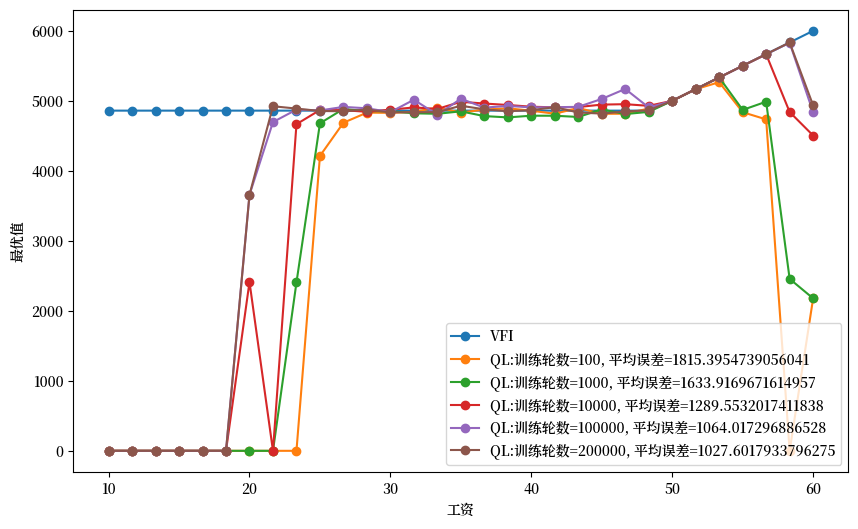 最优值
6000
5000
4000
3000
2000
1000
0
VFI
QL:训练轮数=100, 平均误差=1815.3954739056041
QL:训练轮数=1000, 平均误差=1633.9169671614957
QL:训练轮数=10000, 平均误差=1289.5532017411838
QL:训练轮数=100000, 平均误差=1064.017296886528
QL:训练轮数=200000, 平均误差=1027.6017933796275
10 20 30 40 50 60
工资